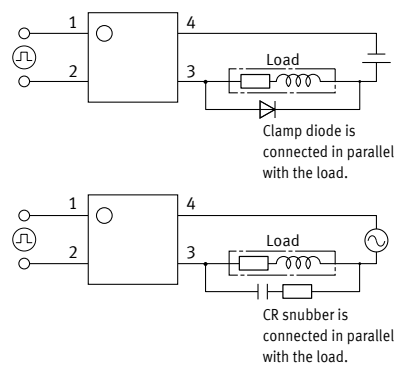 1
4
2
3
Load
Clamp diode is
connected in parallel
with the load.
1
4
2
3
Load
CR snubber is
connected in parallel
with the load.